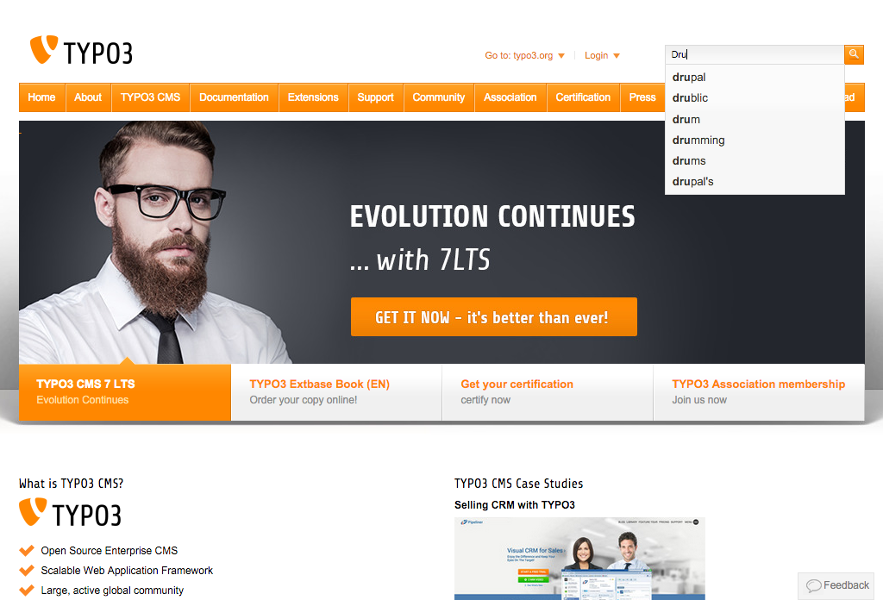 TYPO3
Go to: typo3.org
Login
Dru
drupal
drublic
drum
drumming
drums
drupal's
Home
About
TYPO3 CMS
Documentation
Extensions
Support
Community
Association
Certification
Press
ad
EVOLUTION CONTINUES
... with 7LTS
GET IT NOW - it's better than ever!
TYPO3 CMS 7 LTS
Evolution Continues
TYPO3 Extbase Book (EN)
Order your copy online!
Get your certification
certify now
TYPO3 Association membership
Join us now
What is TYPO3 CMS?
TYPO3
Open Source Enterprise CMS
Scalable Web Application Framework
Large, active global community
TYPO3 CMS Case Studies
Selling CRM with TYPO3
Visual CRM for Sales
Feedback